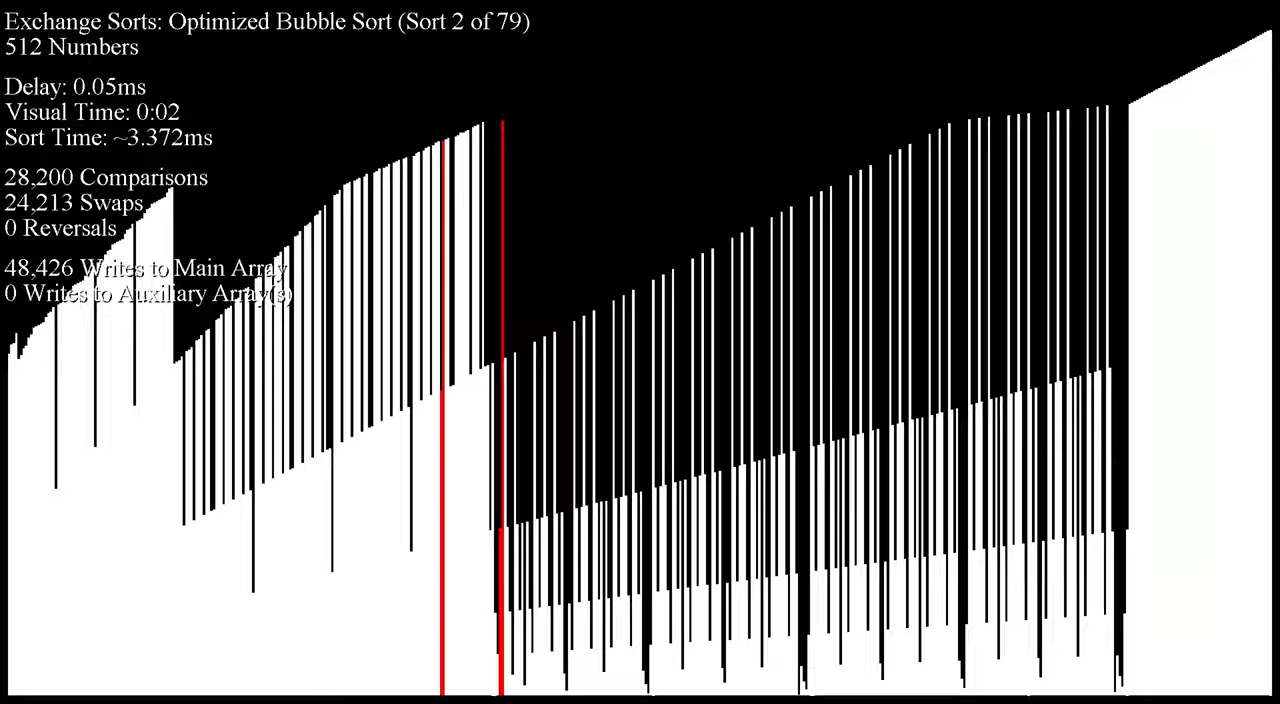 Exchange Sorts: Optimized Bubble Sort (Sort 2 of 79)
512 Numbers
Delay: 0.05ms
Visual Time: 0:02
Sort Time: ~3.372ms
28,200 Comparisons
24,213 Swaps
0 Reversals
48,426 Writes to Main Array
0 Writes to Auxiliary Array(s)